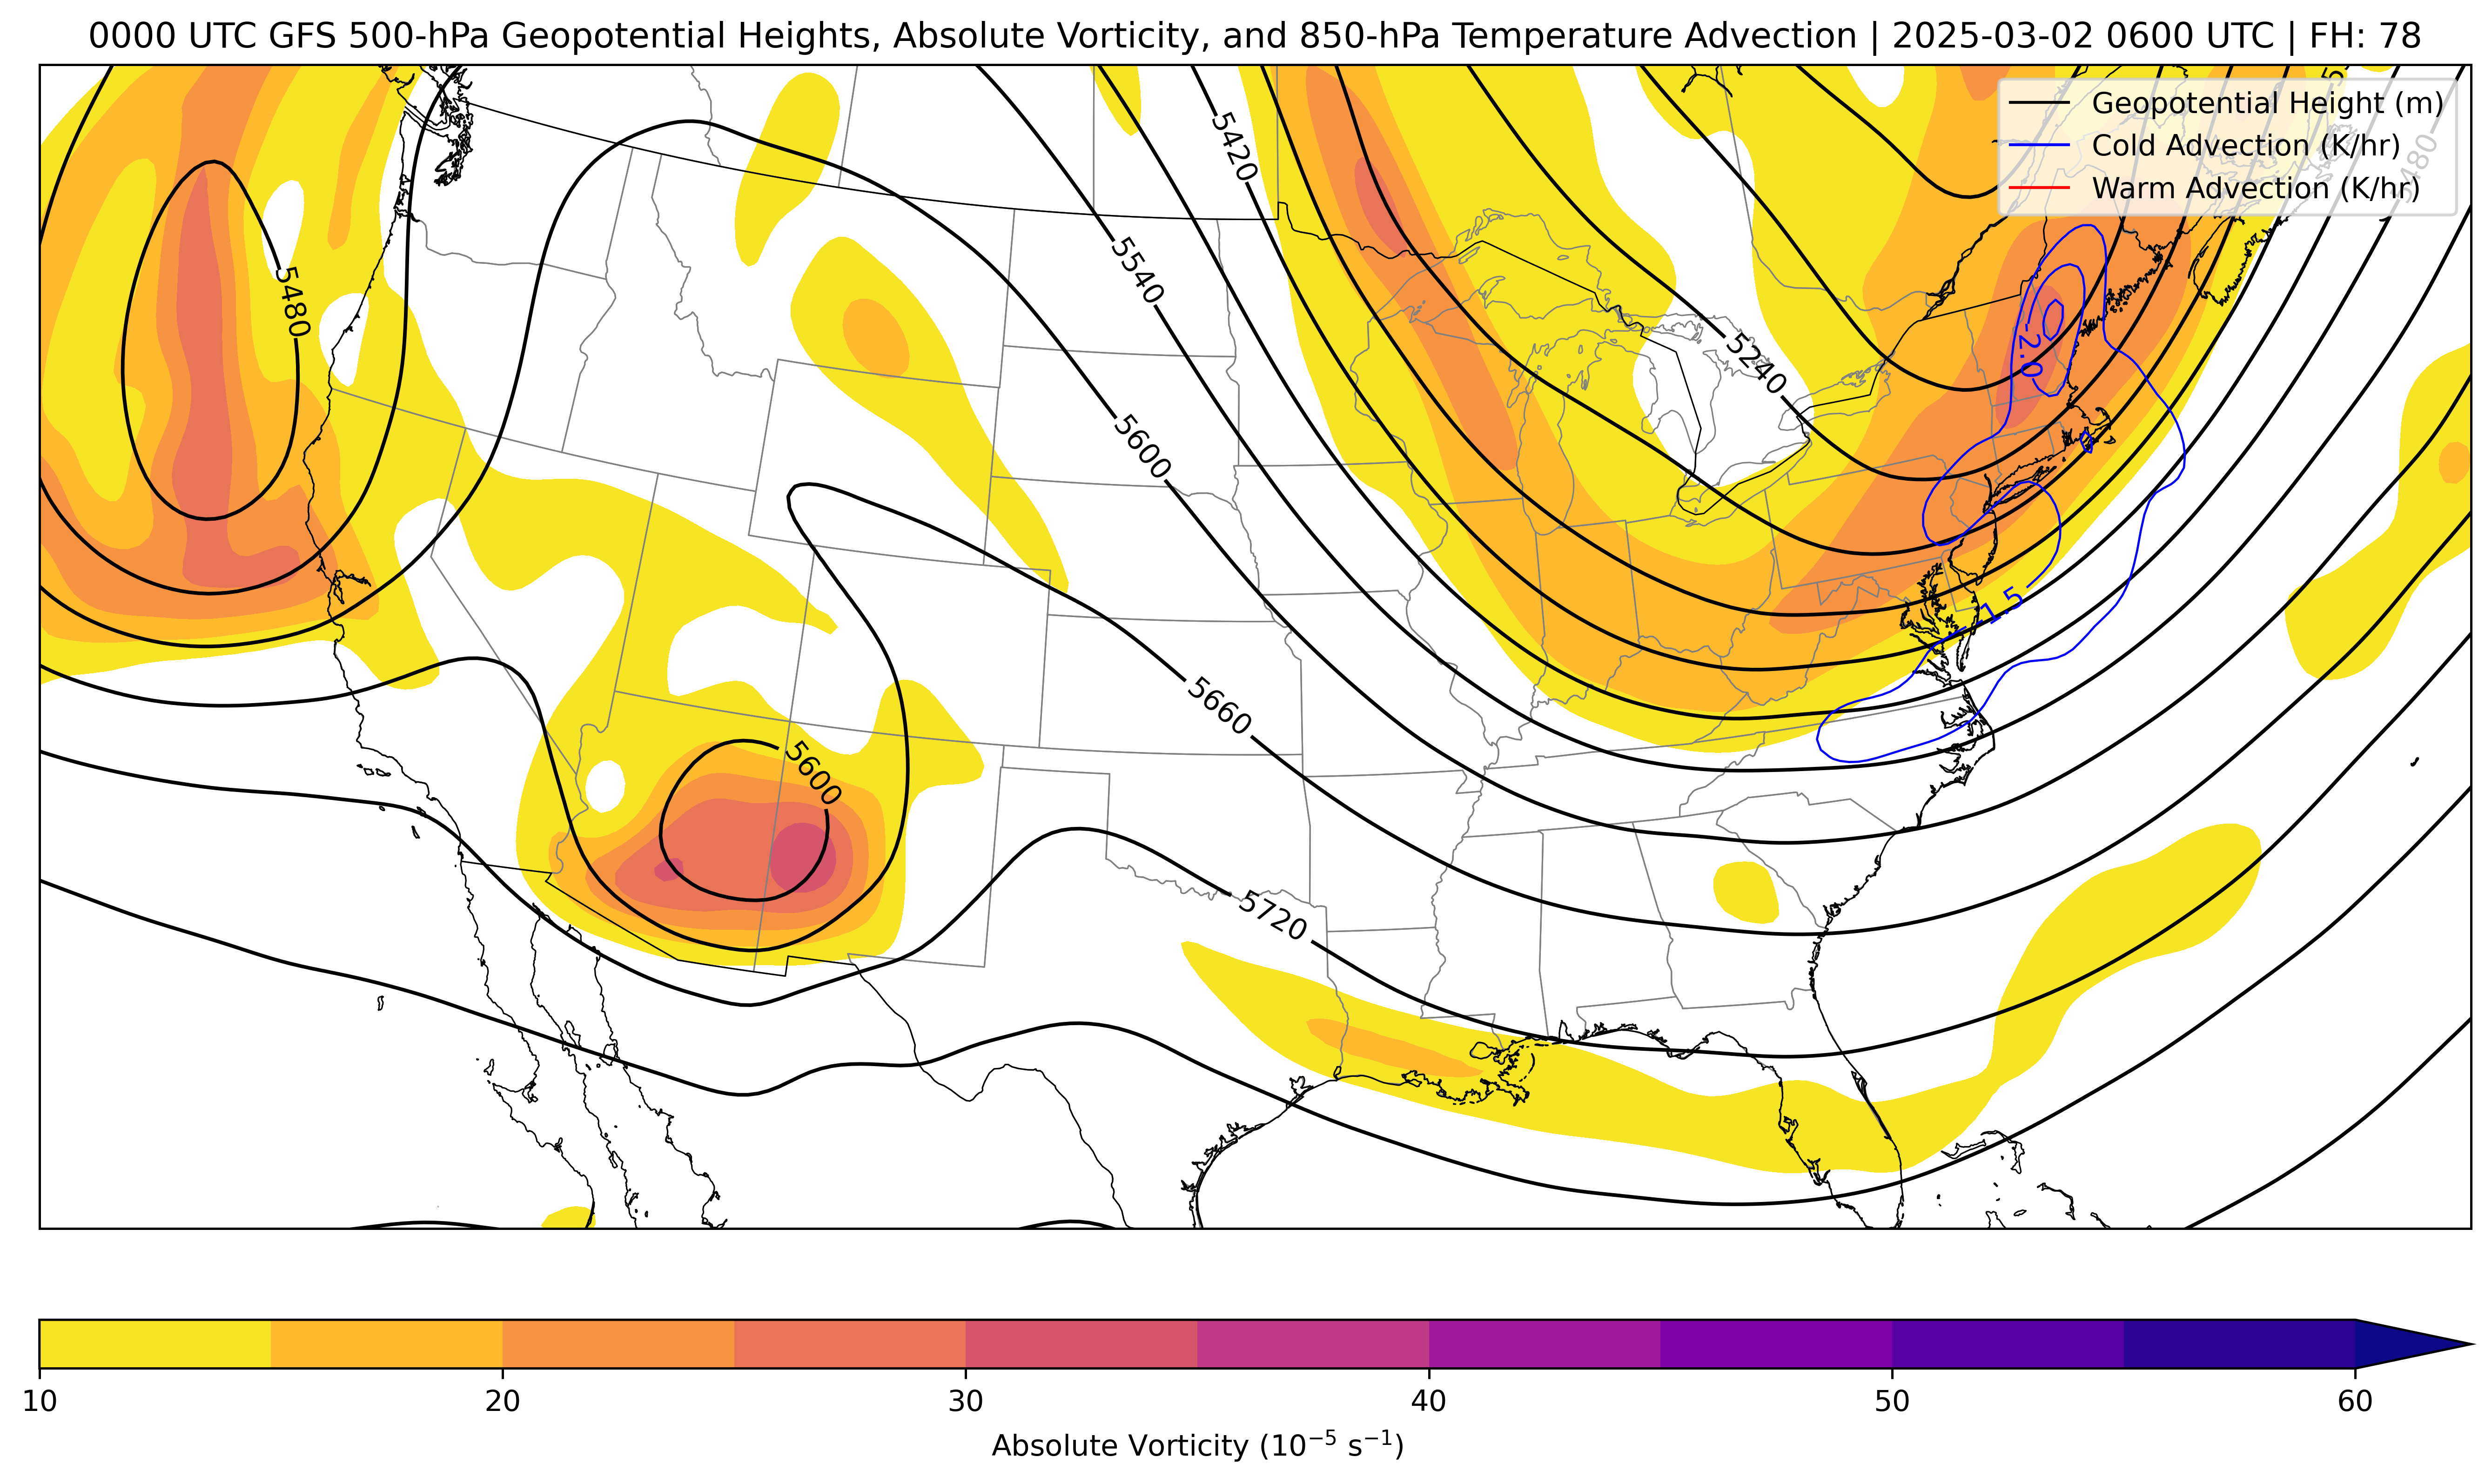 0000 UTC GFS 500-hPa Geopotential Heights, Absolute Vorticity, and 850-hPa Temperature Advection | 2025-03-02 0600 UTC | FH: 78
Geopotential Height (m)
Cold Advection (K/hr)
Warm Advection (K/hr)
5420
480
5480
5540
-2.0
5240
5600
-1.5
5660
5600
5720
10 20 30 40 50 60
Absolute Vorticity (10⁻⁵ s⁻¹)